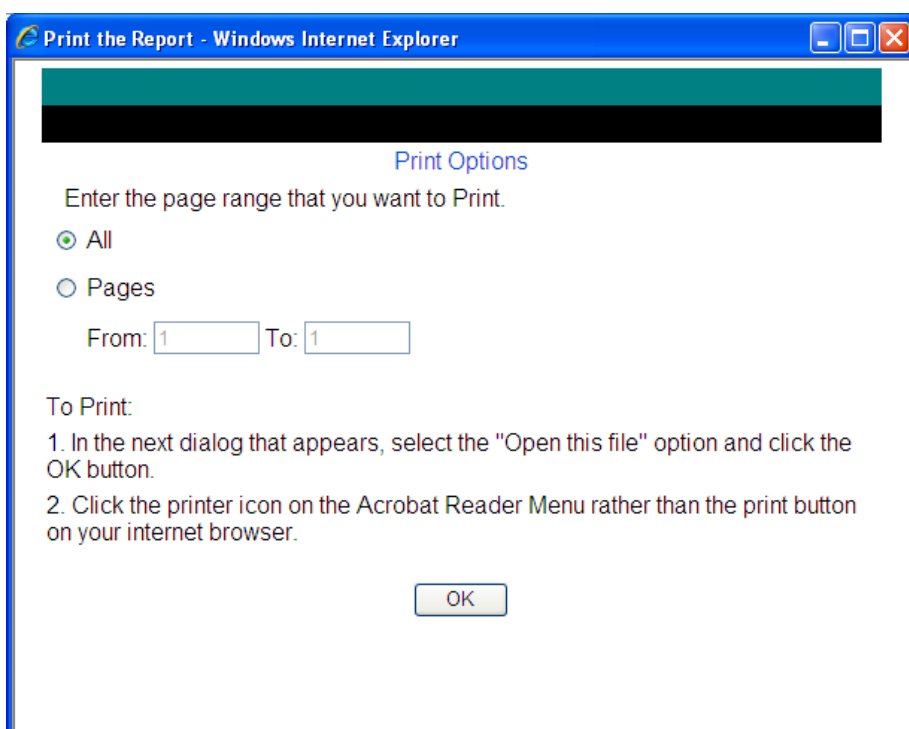 Print the Report - Windows Internet Explorer
Print Options
Enter the page range that you want to Print.
All
Pages
From: 1 To: 1
To Print:
1. In the next dialog that appears, select the "Open this file" option and click the
OK button.
2. Click the printer icon on the Acrobat Reader Menu rather than the print button
on your internet browser.
OK